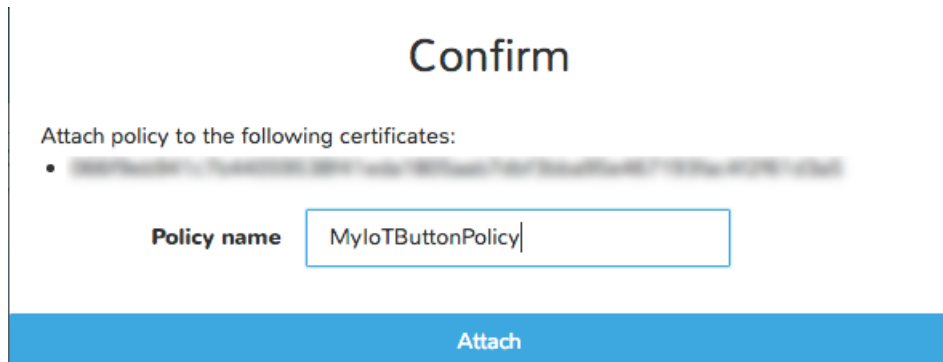 Confirm
Attach policy to the following certificates:
Policy name MyIoTButtonPolicy
Attach